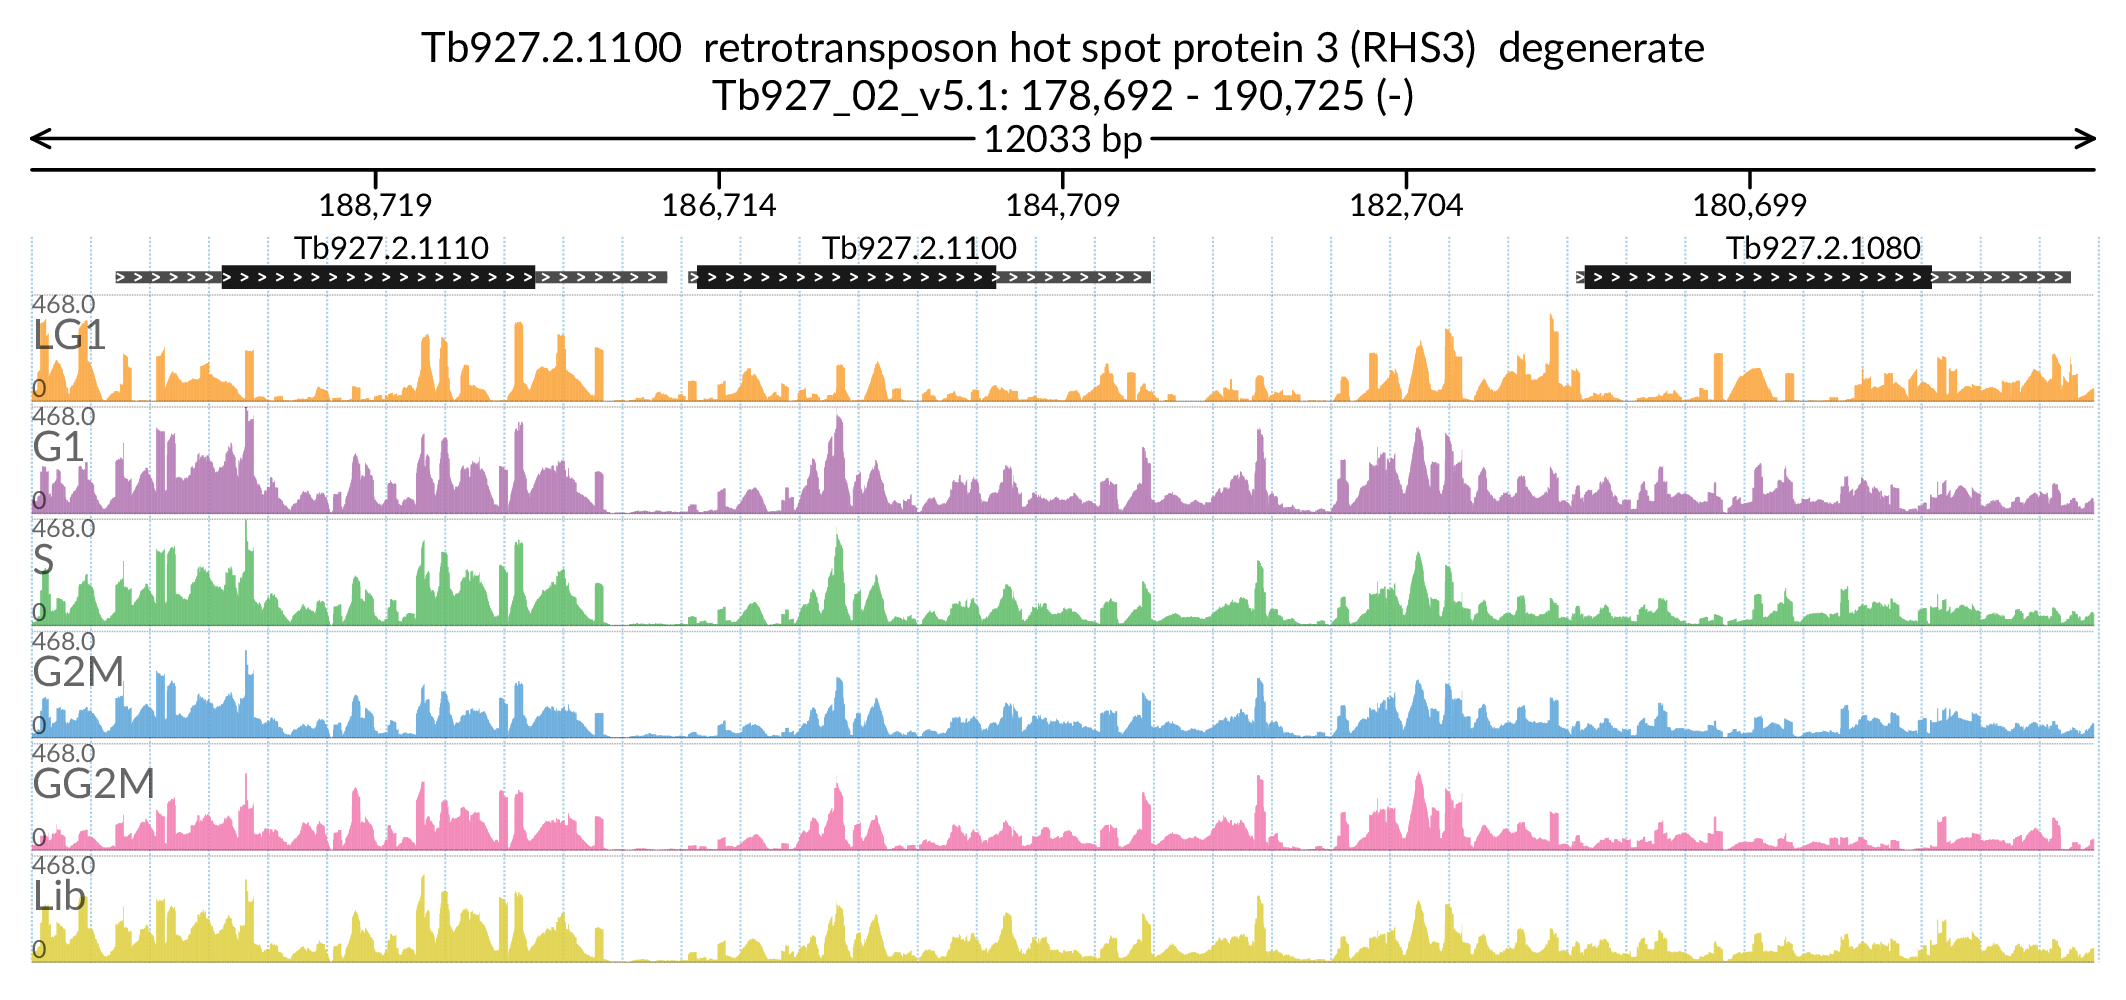 Tb927.2.1100 retrotransposon hot spot protein 3 (RHS3) degenerate
Tb927_02_v5.1: 178,692 - 190,725 (-)
12033 bp
188,719 186,714 184,709 182,704 180,699
Tb927.2.1110 Tb927.2.1100 Tb927.2.1080
468.0
LG1
0
468.0
G1
0
468.0
S
0
468.0
G2M
0
468.0
GG2M
0
468.0
Lib
0